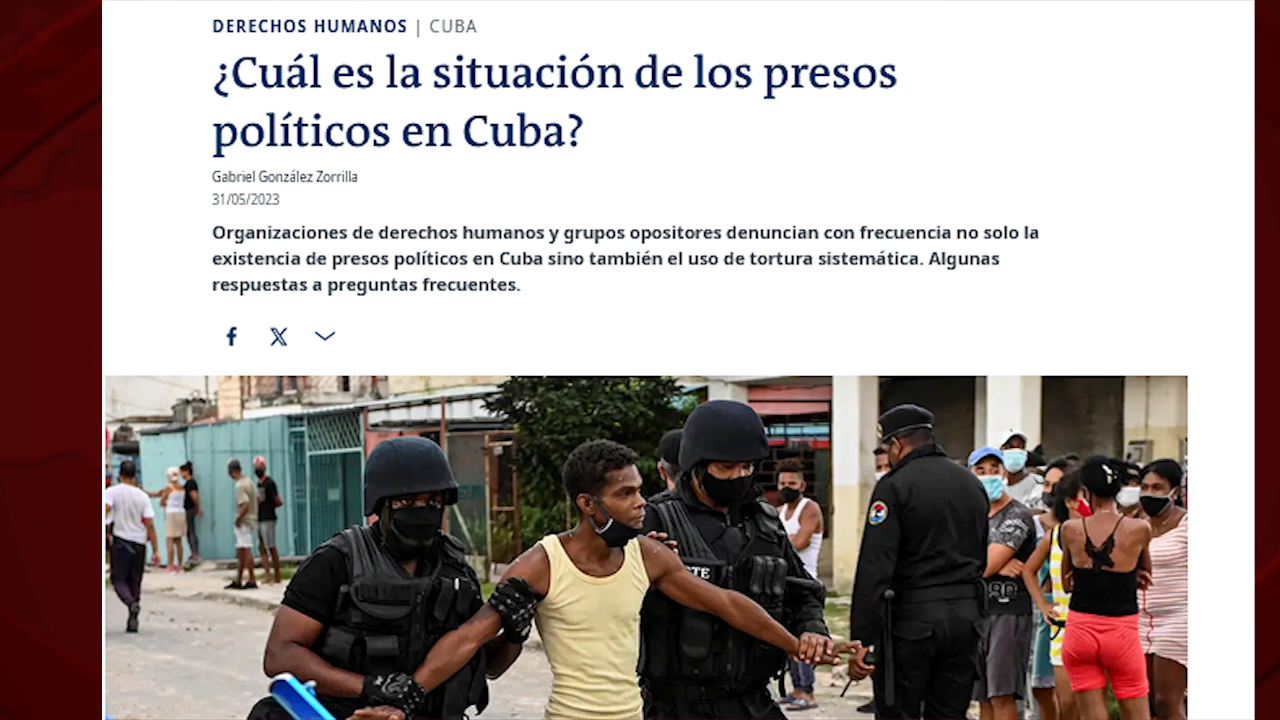 DERECHOS HUMANOS | CUBA
¿Cuál es la situación de los presos
políticos en Cuba?
Gabriel González Zorrilla
31/05/2023
Organizaciones de derechos humanos y grupos opositores denuncian con frecuencia no solo la
existencia de presos políticos en Cuba sino también el uso de tortura sistemática. Algunas
respuestas a preguntas frecuentes.